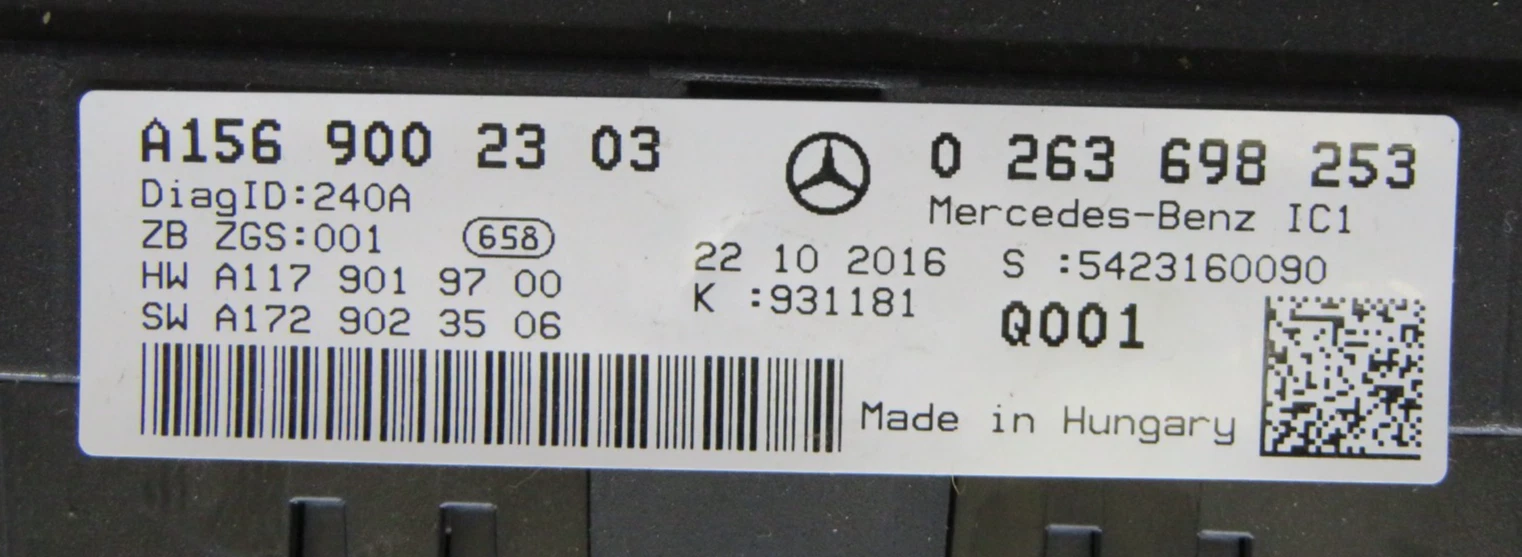 A156 900 23 03
DiagID:240A
ZB ZGS:001 658
HW A117 901 97 00
SW A172 902 35 06
22 10 2016
K :931181
0 263 698 253
Mercedes-Benz IC1
S :5423160090
Q001
Made in Hungary